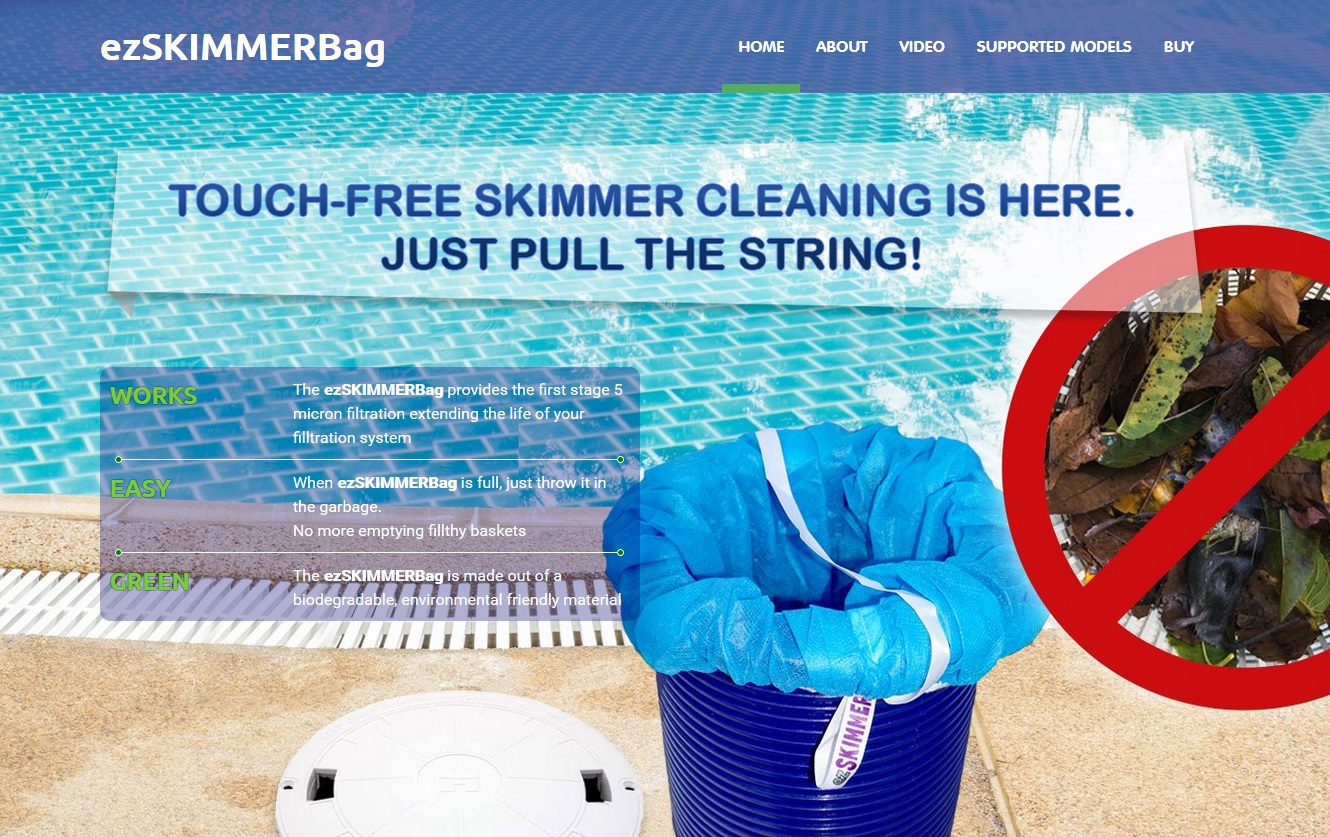 ezSKIMMERBag
HOME ABOUT VIDEO SUPPORTED MODELS BUY
TOUCH-FREE SKIMMER CLEANING IS HERE.
JUST PULL THE STRING!
WORKS
The ezSKIMMERBag provides the first stage 5
micron filtration extending the life of your
filltration system
EASY
When ezSKIMMERBag is full, just throw it in
the garbage.
No more emptying fillthy baskets
GREEN
The ezSKIMMERBag is made out of a
biodegradable, environmental friendly material
ezSKIMMER
H